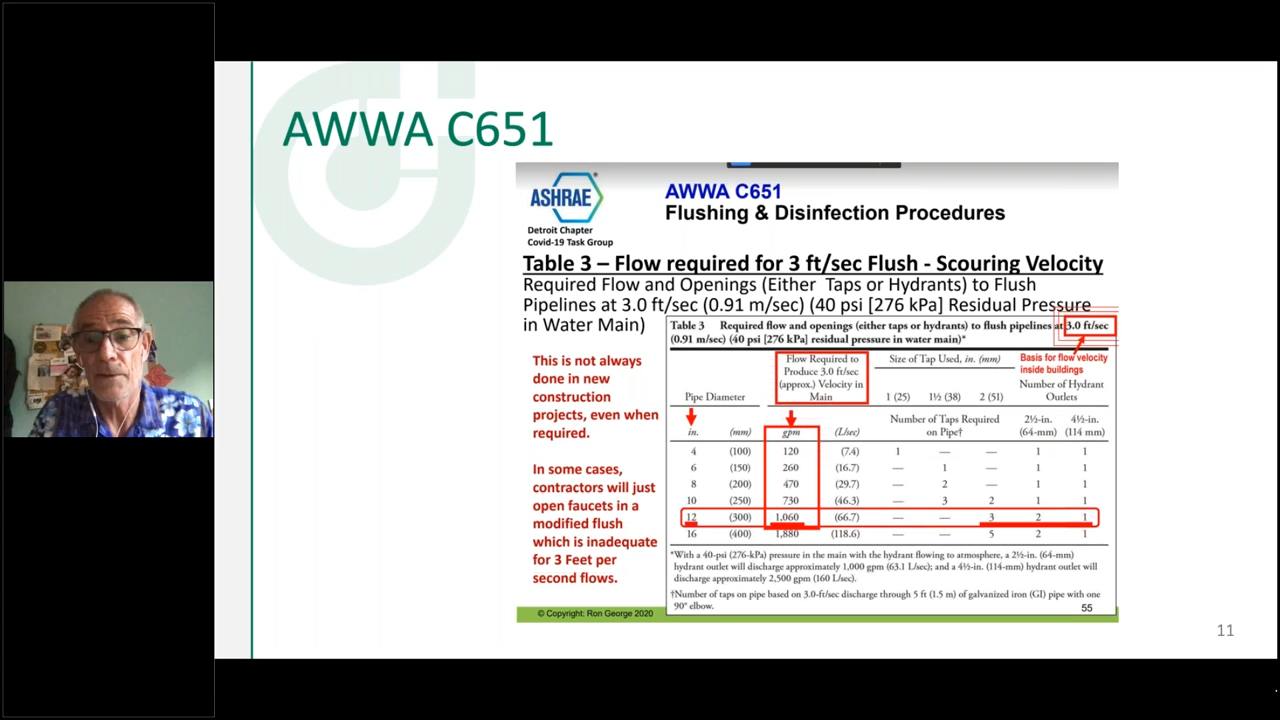 AWWA C651
ASHRAE
Detroit Chapter
Covid-19 Task Group
AWWA C651
Flushing & Disinfection Procedures
Table 3 – Flow required for 3 ft/sec Flush - Scouring Velocity
Required Flow and Openings (Either Taps or Hydrants) to Flush
Pipelines at 3.0 ft/sec (0.91 m/sec) (40 psi [276 kPa] Residual Pressure
in Water Main)
This is not always
done in new
construction
projects, even when
required.
In some cases,
contractors will just
open faucets in a
modified flush
which is inadequate
for 3 Feet per
second flows.
Table 3 Required flow and openings (either taps or hydrants) to flush pipelines at 3.0 ft/sec
(0.91 m/sec) (40 psi [276 kPa] residual pressure in water main)*
Basis for flow velocity
inside buildings
Pipe Diameter
Flow Required to
Produce 3.0 ft/sec
(approx.) Velocity in
Main
Size of Tap Used, in. (mm)
1 (25) 1½ (38) 2 (51)
Number of Hydrant
Outlets
Number of Taps Required
on Pipe†
in. (mm) gpm (L/sec) 2½-in. (64-mm) 4½-in. (114 mm)
4 (100) 120 (7.4) 1 — — 1 1
6 (150) 260 (16.7) — 1 — 1 1
8 (200) 470 (29.7) — 2 — 1 1
10 (250) 730 (46.3) — 3 2 1 1
12 (300) 1,060 (66.7) — — 3 2 1
16 (400) 1,880 (118.6) — — 5 2 1
*With a 40-psi (276-kPa) pressure in the main with the hydrant flowing to atmosphere, a 2½-in. (64-mm)
hydrant outlet will discharge approximately 1,000 gpm (63.1 L/sec); and a 4½-in. (114-mm) hydrant outlet will
discharge approximately 2,500 gpm (160 L/sec).
†Number of taps on pipe based on 3.0-ft/sec discharge through 5 ft (1.5 m) of galvanized iron (GI) pipe with one
90° elbow.
55
© Copyright: Ron George 2020
11